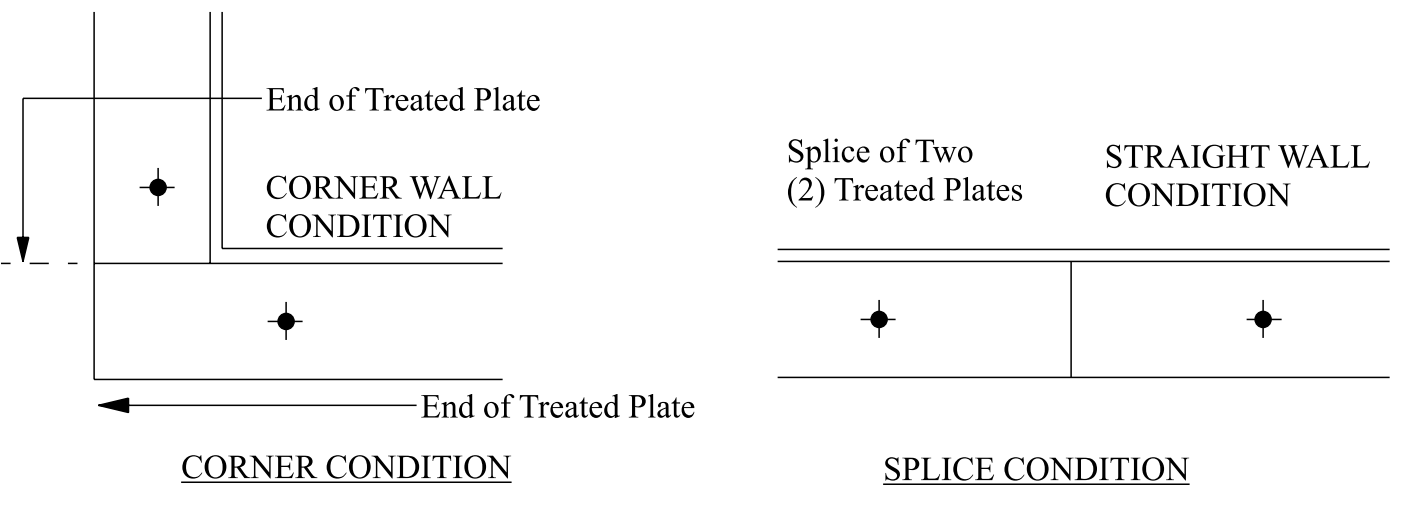 End of Treated Plate
CORNER WALL
CONDITION
End of Treated Plate
CORNER CONDITION
Splice of Two
(2) Treated Plates
STRAIGHT WALL
CONDITION
SPLICE CONDITION